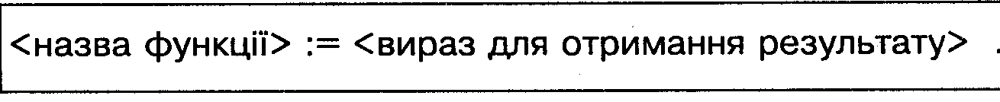 <назва функції> := <вираз для отримання результату> .